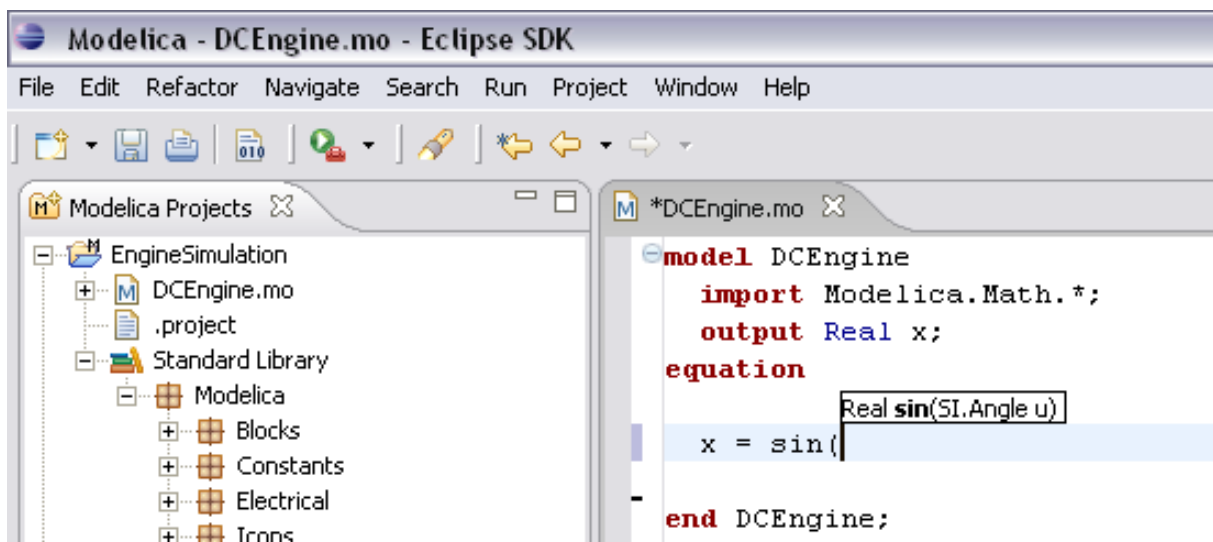 Modelica - DCEngine.mo - Eclipse SDK
File Edit Refactor Navigate Search Run Project Window Help
010
Modelica Projects
EngineSimulation
DCEngine.mo
.project
Standard Library
Modelica
Blocks
Constants
Electrical
Icons
*DCEngine.mo
model DCEngine
import Modelica.Math.*;
output Real x;
equation
Real sin(SI.Angle u)
x = sin(
end DCEngine;